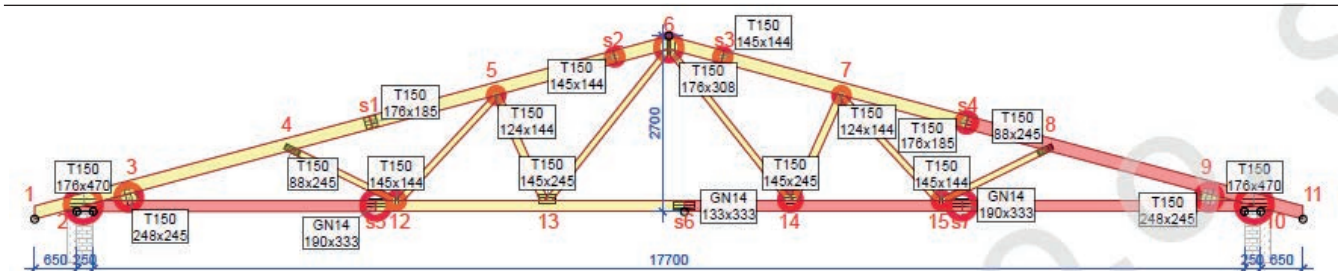 6
s2
s3
T150
145x144
5
T150
145x144
T150
176x308
7
s1
T150
176x185
4
2700
T150
124x144
T150
124x144
T150
176x185
s4
T150
88x245
8
T150
176x470
3
T150
88x245
T150
145x144
T150
145x245
T150
145x245
T150
145x144
9
T150
176x470
1
2
T150
248x245
GN14
190x333
s5
12
13
s6
GN14
133x333
14
15
s7
GN14
190x333
T150
248x245
10
11
650
250
17700
250
650